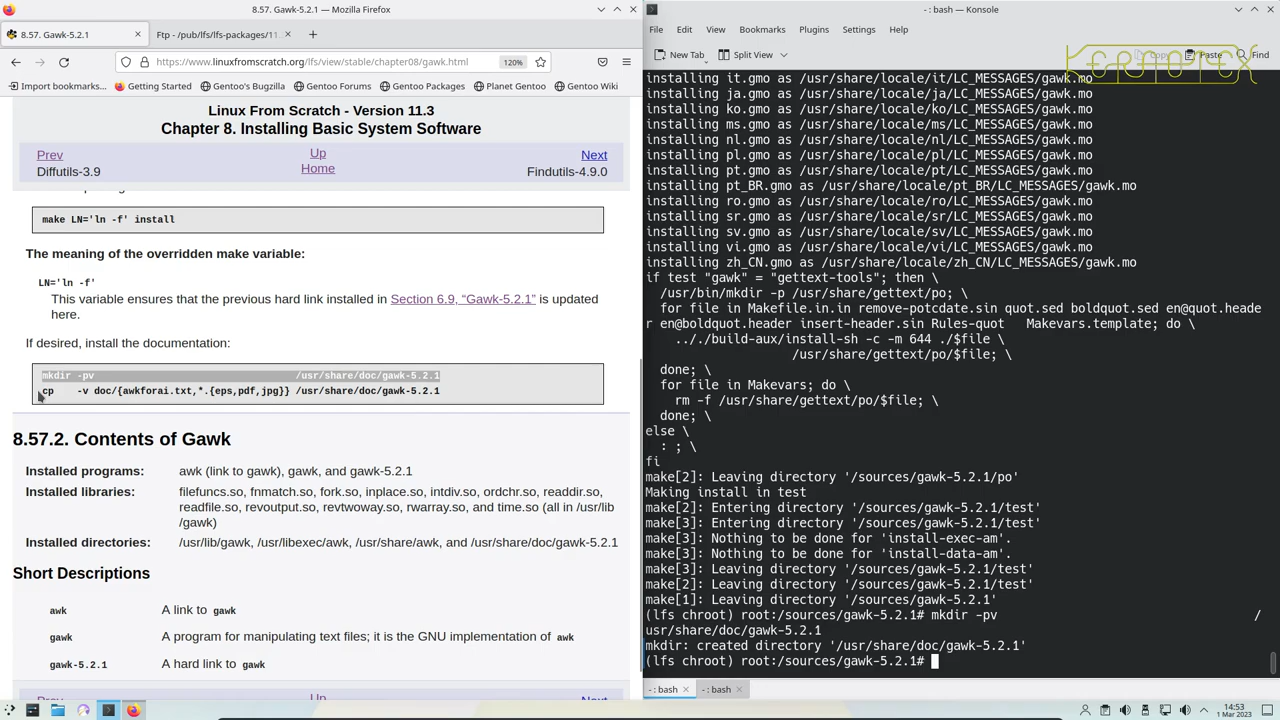 8.57. Gawk-5.2.1 — Mozilla Firefox
8.57. Gawk-5.2.1
Ftp - /pub/lfs/lfs-packages/11.
https://www.linuxfromscratch.org/lfs/view/stable/chapter08/gawk.html
120%
Import bookmarks...
Getting Started
Gentoo's Bugzilla
Gentoo Forums
Gentoo Packages
Planet Gentoo
Gentoo Wiki
Linux From Scratch - Version 11.3
Chapter 8. Installing Basic System Software
Prev
Up
Next
Diffutils-3.9
Home
Findutils-4.9.0
make LN='ln -f' install
The meaning of the overridden make variable:
LN='ln -f'
This variable ensures that the previous hard link installed in Section 6.9, “Gawk-5.2.1” is updated
here.
If desired, install the documentation:
mkdir -pv /usr/share/doc/gawk-5.2.1
cp -v doc/{awkforai.txt,*.{eps,pdf,jpg}} /usr/share/doc/gawk-5.2.1
8.57.2. Contents of Gawk
Installed programs: awk (link to gawk), gawk, and gawk-5.2.1
Installed libraries: filefuncs.so, fnmatch.so, fork.so, inplace.so, intdiv.so, ordchr.so, readdir.so,
readfile.so, revoutput.so, revtwoway.so, rwarray.so, and time.so (all in /usr/lib
/gawk)
Installed directories: /usr/lib/gawk, /usr/libexec/awk, /usr/share/awk, and /usr/share/doc/gawk-5.2.1
Short Descriptions
awk A link to gawk
gawk A program for manipulating text files; it is the GNU implementation of awk
gawk-5.2.1 A hard link to gawk
Prev
Up
Next
- : bash — Konsole
File Edit View Bookmarks Plugins Settings Help
New Tab
Split View
Copy
Paste
Find
KERNOTEX
installing it.gmo as /usr/share/locale/it/LC_MESSAGES/gawk.mo
installing ja.gmo as /usr/share/locale/ja/LC_MESSAGES/gawk.mo
installing ko.gmo as /usr/share/locale/ko/LC_MESSAGES/gawk.mo
installing ms.gmo as /usr/share/locale/ms/LC_MESSAGES/gawk.mo
installing nl.gmo as /usr/share/locale/nl/LC_MESSAGES/gawk.mo
installing pl.gmo as /usr/share/locale/pl/LC_MESSAGES/gawk.mo
installing pt.gmo as /usr/share/locale/pt/LC_MESSAGES/gawk.mo
installing pt_BR.gmo as /usr/share/locale/pt_BR/LC_MESSAGES/gawk.mo
installing ro.gmo as /usr/share/locale/ro/LC_MESSAGES/gawk.mo
installing sr.gmo as /usr/share/locale/sr/LC_MESSAGES/gawk.mo
installing sv.gmo as /usr/share/locale/sv/LC_MESSAGES/gawk.mo
installing vi.gmo as /usr/share/locale/vi/LC_MESSAGES/gawk.mo
installing zh_CN.gmo as /usr/share/locale/zh_CN/LC_MESSAGES/gawk.mo
if test "gawk" = "gettext-tools"; then \
/usr/bin/mkdir -p /usr/share/gettext/po; \
for file in Makefile.in.in remove-potcdate.sin quot.sed boldquot.sed en@quot.heade
r en@boldquot.header insert-header.sin Rules-quot Makevars.template; do \
.././build-aux/install-sh -c -m 644 ./$file \
/usr/share/gettext/po/$file; \
done; \
for file in Makevars; do \
rm -f /usr/share/gettext/po/$file; \
done; \
else \
: ; \
fi
make[2]: Leaving directory '/sources/gawk-5.2.1/po'
Making install in test
make[2]: Entering directory '/sources/gawk-5.2.1/test'
make[3]: Entering directory '/sources/gawk-5.2.1/test'
make[3]: Nothing to be done for 'install-exec-am'.
make[3]: Nothing to be done for 'install-data-am'.
make[3]: Leaving directory '/sources/gawk-5.2.1/test'
make[2]: Leaving directory '/sources/gawk-5.2.1/test'
make[1]: Leaving directory '/sources/gawk-5.2.1'
(lfs chroot) root:/sources/gawk-5.2.1# mkdir -pv /
usr/share/doc/gawk-5.2.1
mkdir: created directory '/usr/share/doc/gawk-5.2.1'
(lfs chroot) root:/sources/gawk-5.2.1#
- : bash
- : bash
14:53
1 Mar 2023